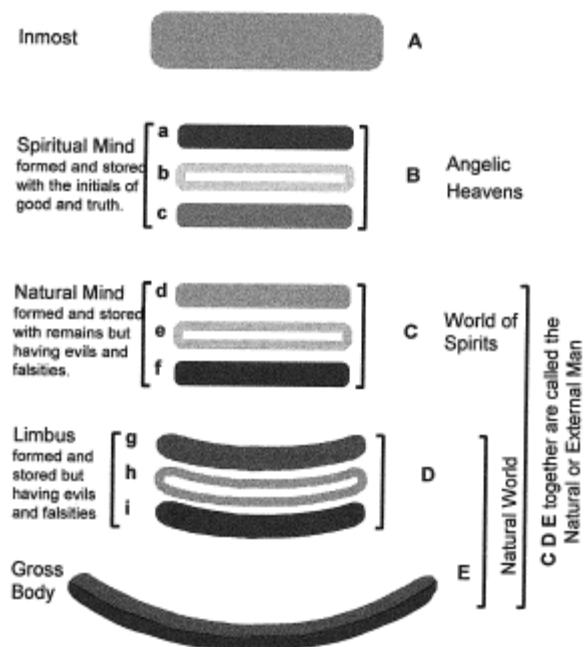 Inmost
A
Spiritual Mind
formed and stored
with the initials of
good and truth.
a
b
c
B
Angelic
Heavens
Natural Mind
formed and stored
with remains but
having evils and
falsities.
d
e
f
C
World of
Spirits
Limbus
formed and
stored but
having evils
and falsities
g
h
i
D
Gross
Body
E
Natural World
C D E together are called the
Natural or External Man